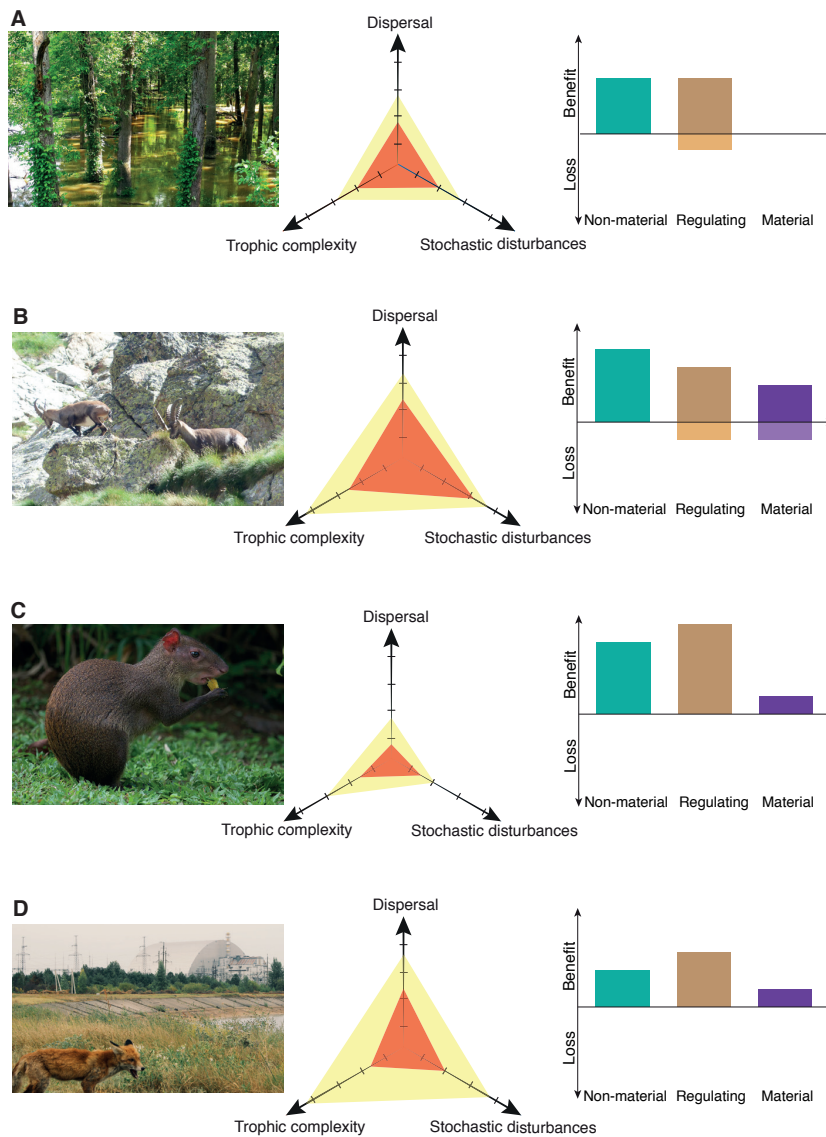 A
Dispersal
Trophic complexity
Stochastic disturbances
Benefit
Loss
Non-material
Regulating
Material
B
Dispersal
Trophic complexity
Stochastic disturbances
Benefit
Loss
Non-material
Regulating
Material
C
Dispersal
Trophic complexity
Stochastic disturbances
Benefit
Loss
Non-material
Regulating
Material
D
Dispersal
Trophic complexity
Stochastic disturbances
Benefit
Loss
Non-material
Regulating
Material